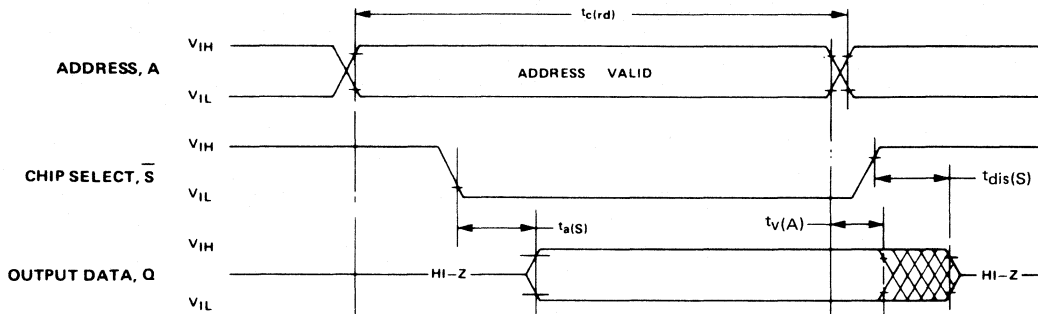 tc(rd)
VIH
ADDRESS, A
ADDRESS VALID
VIL
VIH
CHIP SELECT, S̅
VIL
tdis(S)
ta(S)
tv(A)
VIH
OUTPUT DATA, Q
HI-Z
HI-Z
VIL